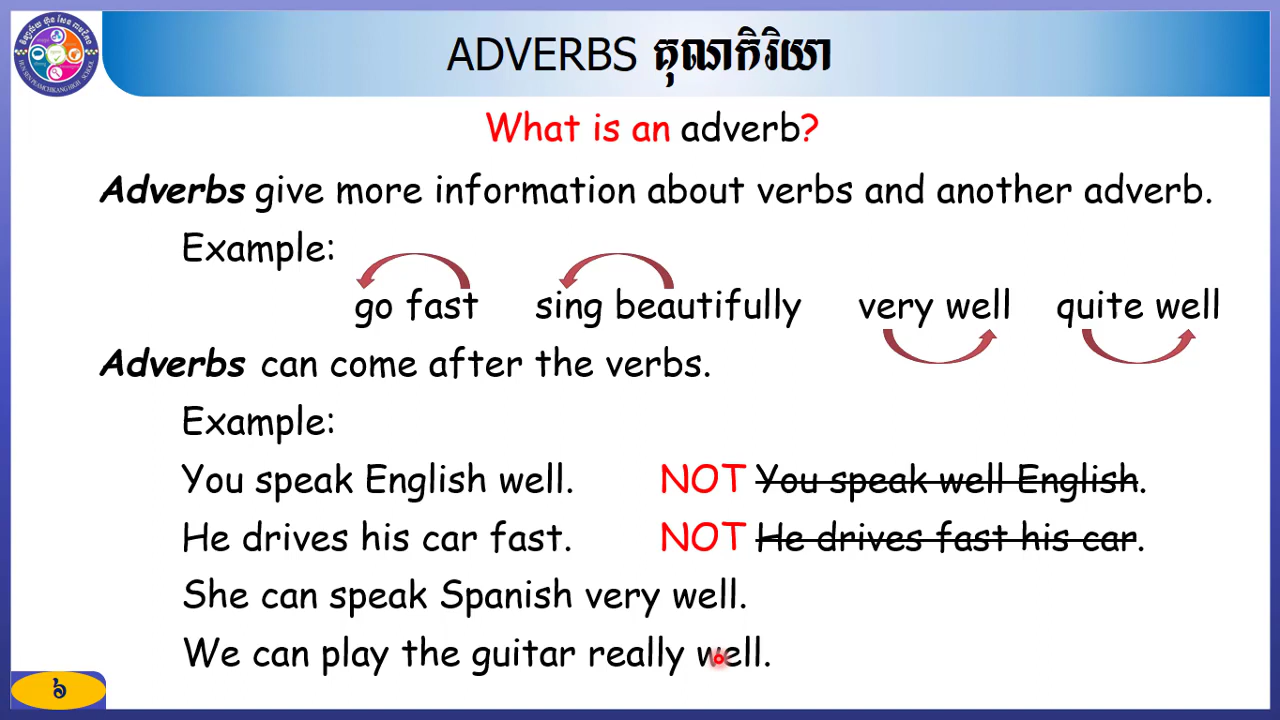 ADVERBS គុណកិរិយា
What is an adverb?
Adverbs give more information about verbs and another adverb.
Example:
go fast sing beautifully very well quite well
Adverbs can come after the verbs.
Example:
You speak English well. NOT You speak well English.
He drives his car fast. NOT He drives fast his car.
She can speak Spanish very well.
We can play the guitar really well.
៦